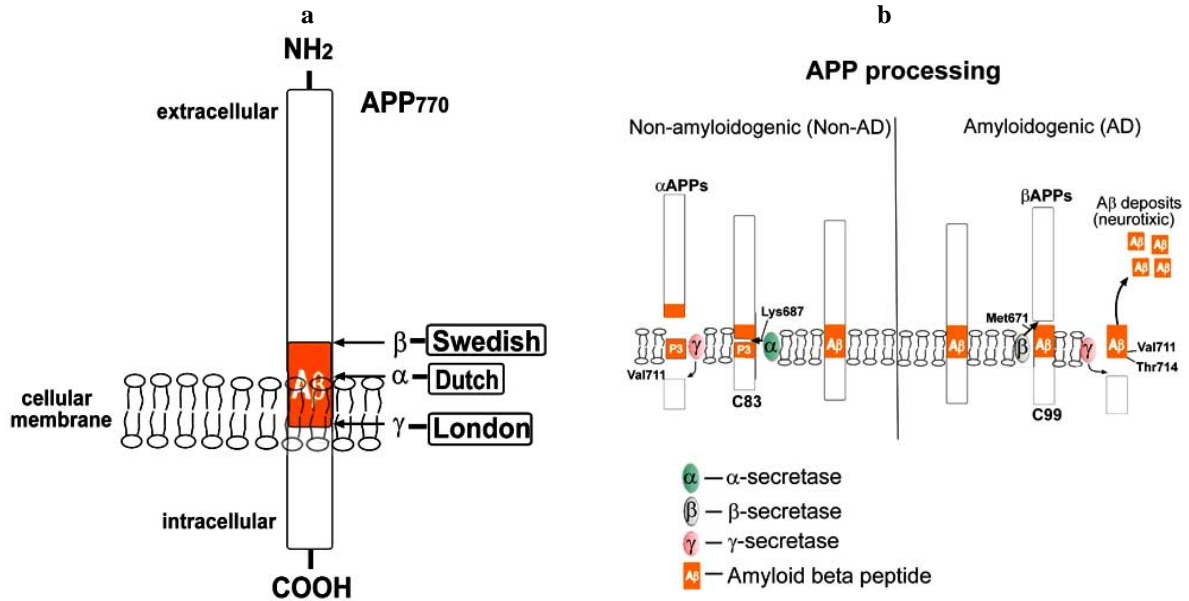 a
NH2
extracellular
APP770
β
Swedish
α
Dutch
γ
London
Aβ
cellular
membrane
intracellular
COOH
b
APP processing
Non-amyloidogenic (Non-AD)
Amyloidogenic (AD)
αAPPs
βAPPs
Aβ deposits
(neurotixic)
Aβ Aβ
Aβ Aβ
Lys687
Met671
P3
γ
P3
α
Aβ
Aβ
β
Aβ
γ
Aβ
Val711
Thr714
Val711
C83
C99
α – α-secretase
β – β-secretase
γ – γ-secretase
Aβ – Amyloid beta peptide